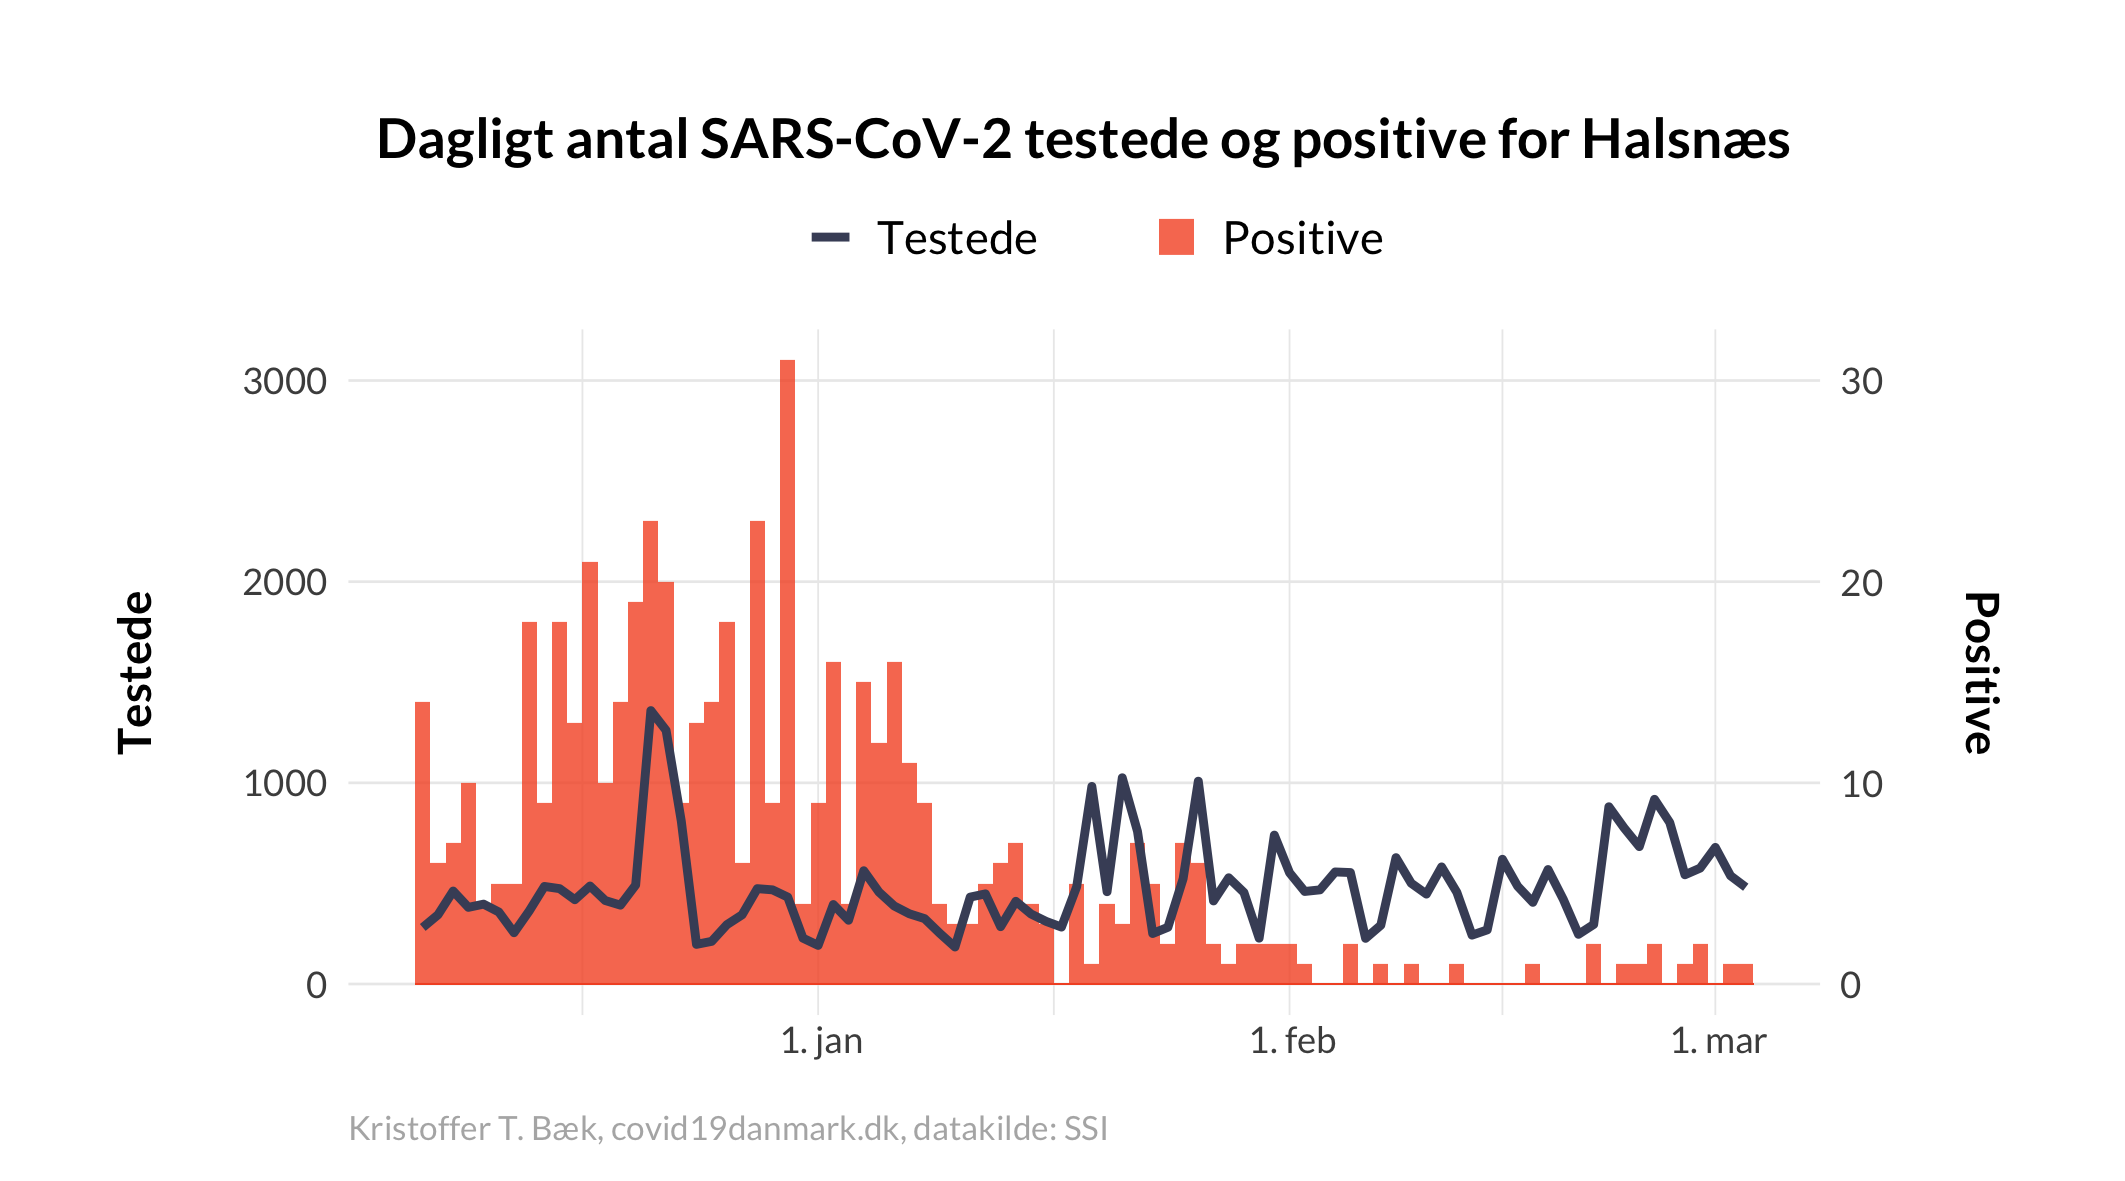 Dagligt antal SARS-CoV-2 testede og positive for Halsnæs
Testede Positive
3000 30
2000 20
1000 10
0 0
Testede
Positive
1. jan 1. feb 1. mar
Kristoffer T. Bæk, covid19danmark.dk, datakilde: SSI